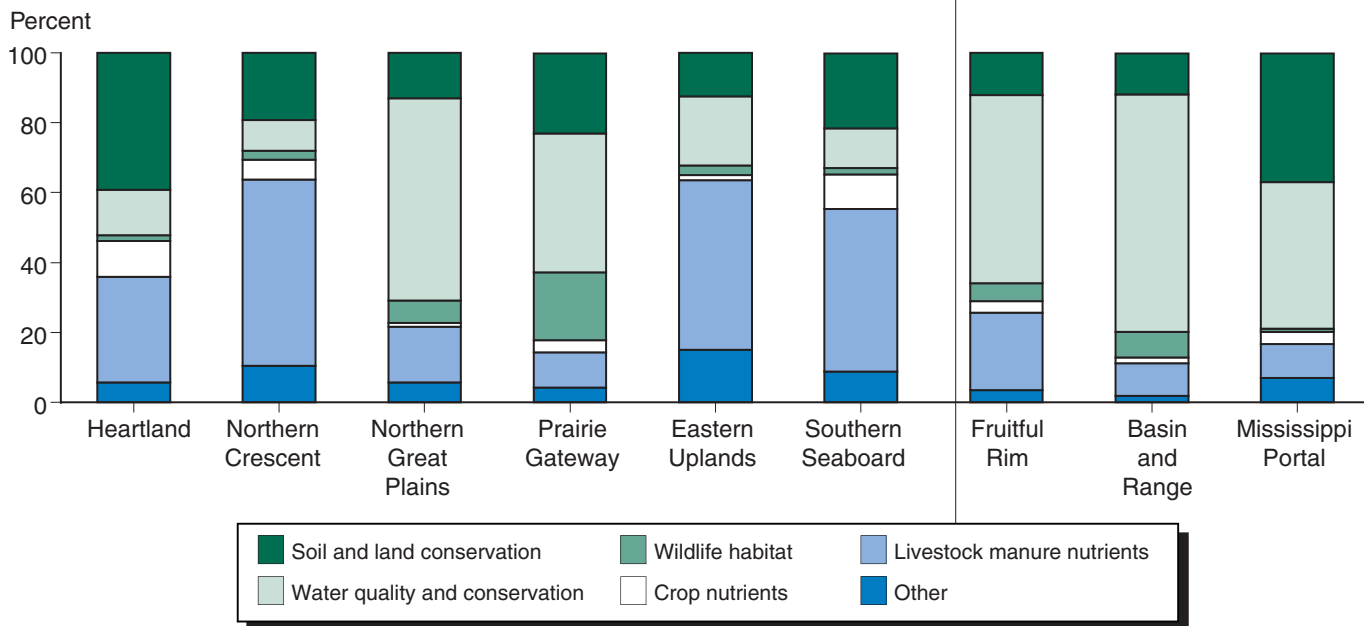 Percent
100
80
60
40
20
0
Heartland
Northern
Crescent
Northern
Great
Plains
Prairie
Gateway
Eastern
Uplands
Southern
Seaboard
Fruitful
Rim
Basin
and
Range
Mississippi
Portal
Soil and land conservation
Wildlife habitat
Livestock manure nutrients
Water quality and conservation
Crop nutrients
Other